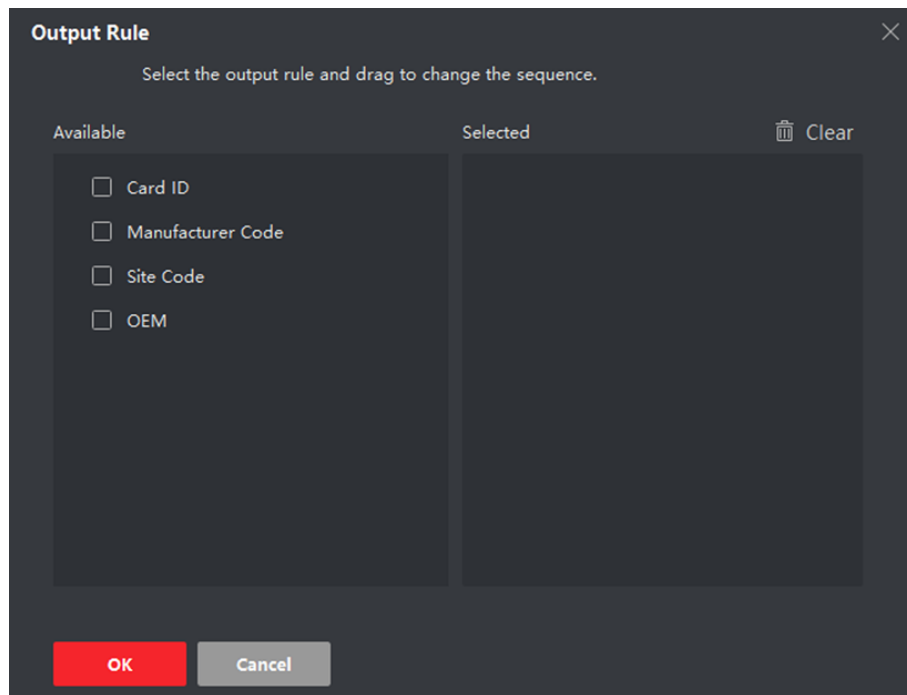 Output Rule
Select the output rule and drag to change the sequence.
Available
Selected
Clear
Card ID
Manufacturer Code
Site Code
OEM
OK
Cancel